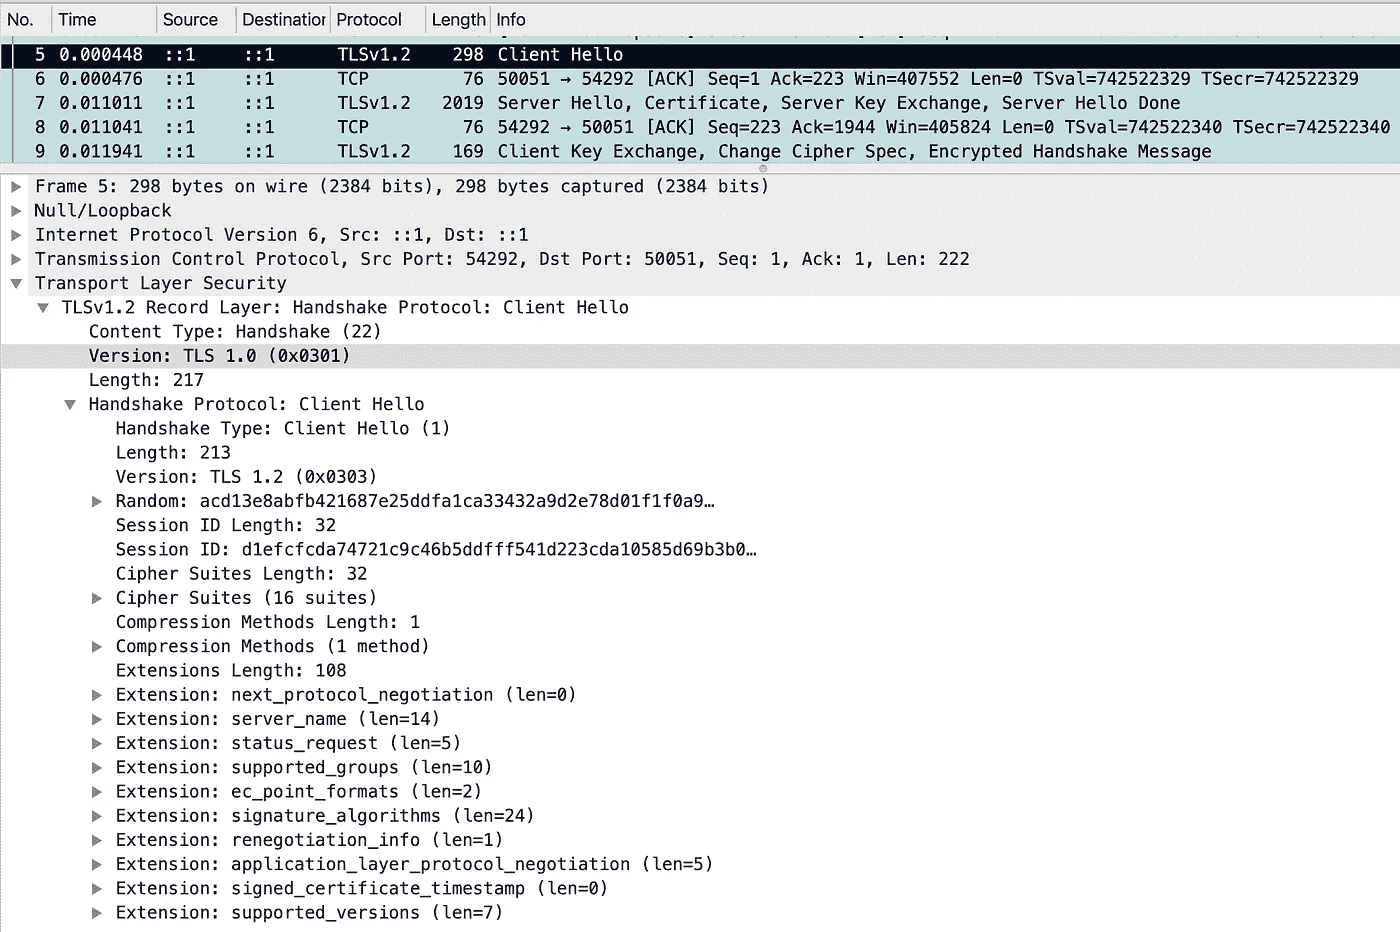 No. Time Source Destination Protocol Length Info
5 0.000448 ::1 ::1 TLSv1.2 298 Client Hello
6 0.000476 ::1 ::1 TCP 76 50051 → 54292 [ACK] Seq=1 Ack=223 Win=407552 Len=0 TSval=742522329 TSecr=742522329
7 0.011011 ::1 ::1 TLSv1.2 2019 Server Hello, Certificate, Server Key Exchange, Server Hello Done
8 0.011041 ::1 ::1 TCP 76 54292 → 50051 [ACK] Seq=223 Ack=1944 Win=405824 Len=0 TSval=742522340 TSecr=742522340
9 0.011941 ::1 ::1 TLSv1.2 169 Client Key Exchange, Change Cipher Spec, Encrypted Handshake Message
Frame 5: 298 bytes on wire (2384 bits), 298 bytes captured (2384 bits)
Null/Loopback
Internet Protocol Version 6, Src: ::1, Dst: ::1
Transmission Control Protocol, Src Port: 54292, Dst Port: 50051, Seq: 1, Ack: 1, Len: 222
Transport Layer Security
TLSv1.2 Record Layer: Handshake Protocol: Client Hello
Content Type: Handshake (22)
Version: TLS 1.0 (0x0301)
Length: 217
Handshake Protocol: Client Hello
Handshake Type: Client Hello (1)
Length: 213
Version: TLS 1.2 (0x0303)
Random: acd13e8abfb421687e25ddfa1ca33432a9d2e78d01f1f0a9…
Session ID Length: 32
Session ID: d1efcfcda74721c9c46b5ddfff541d223cda10585d69b3b0…
Cipher Suites Length: 32
Cipher Suites (16 suites)
Compression Methods Length: 1
Compression Methods (1 method)
Extensions Length: 108
Extension: next_protocol_negotiation (len=0)
Extension: server_name (len=14)
Extension: status_request (len=5)
Extension: supported_groups (len=10)
Extension: ec_point_formats (len=2)
Extension: signature_algorithms (len=24)
Extension: renegotiation_info (len=1)
Extension: application_layer_protocol_negotiation (len=5)
Extension: signed_certificate_timestamp (len=0)
Extension: supported_versions (len=7)